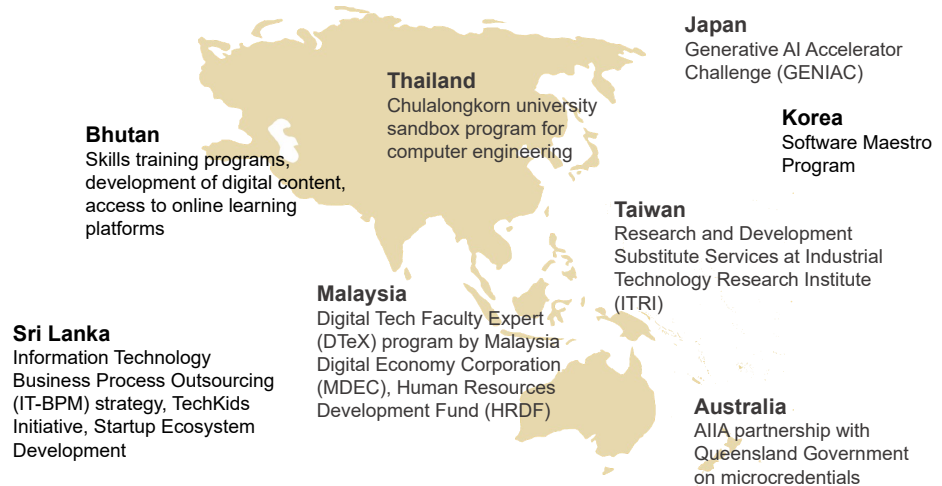 Japan
Generative AI Accelerator
Challenge (GENIAC)
Thailand
Chulalongkorn university
sandbox program for
computer engineering
Korea
Software Maestro
Program
Bhutan
Skills training programs,
development of digital content,
access to online learning
platforms
Taiwan
Research and Development
Substitute Services at Industrial
Technology Research Institute
(ITRI)
Malaysia
Digital Tech Faculty Expert
(DTeX) program by Malaysia
Digital Economy Corporation
(MDEC), Human Resources
Development Fund (HRDF)
Sri Lanka
Information Technology
Business Process Outsourcing
(IT-BPM) strategy, TechKids
Initiative, Startup Ecosystem
Development
Australia
AIIA partnership with
Queensland Government
on microcredentials